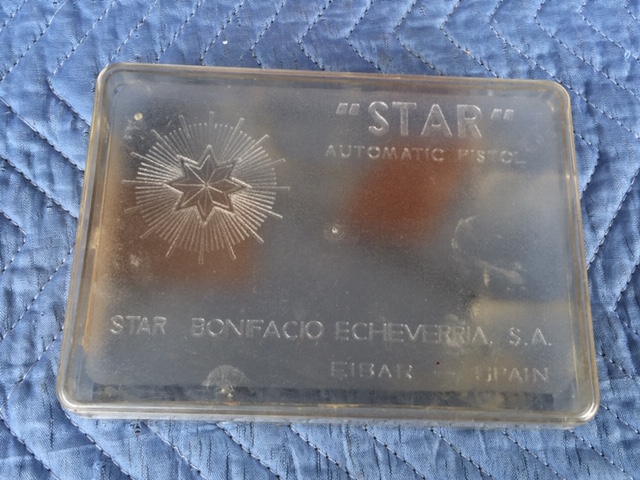 "STAR"
AUTOMATIC PISTOL
STAR BONIFACIO ECHEVERRIA, S.A.
EIBAR - SPAIN